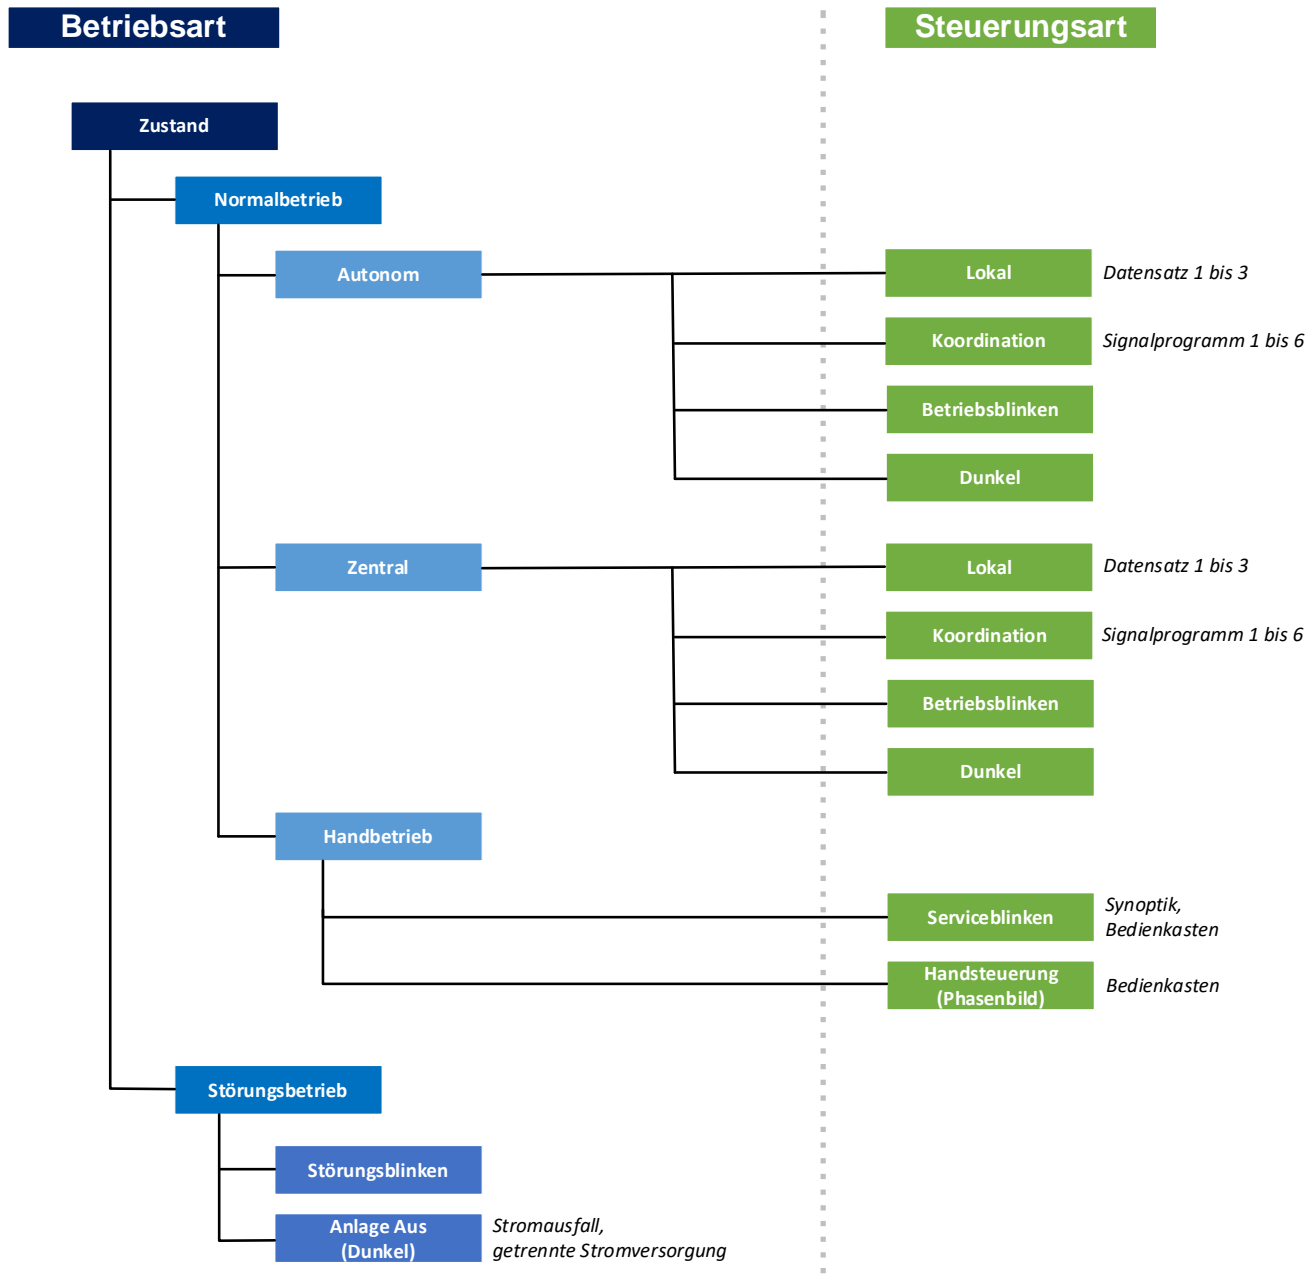 Betriebsart
Steuerungsart
Zustand
Normalbetrieb
Autonom
Lokal
Datensatz 1 bis 3
Koordination
Signalprogramm 1 bis 6
Betriebsblinken
Dunkel
Zentral
Lokal
Datensatz 1 bis 3
Koordination
Signalprogramm 1 bis 6
Betriebsblinken
Dunkel
Handbetrieb
Serviceblinken
Synoptik,
Bedienkasten
Handsteuerung
(Phasenbild)
Bedienkasten
Störungsbetrieb
Störungsblinken
Anlage Aus
(Dunkel)
Stromausfall,
getrennte Stromversorgung